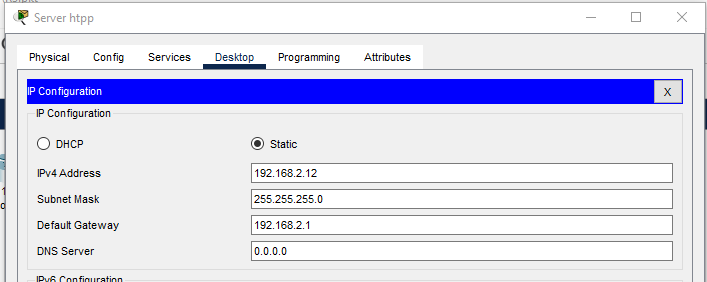 Server htpp
Physical Config Services Desktop Programming Attributes
IP Configuration X
IP Configuration
DHCP Static
IPv4 Address 192.168.2.12
Subnet Mask 255.255.255.0
Default Gateway 192.168.2.1
DNS Server 0.0.0.0
IPv6 Configuration